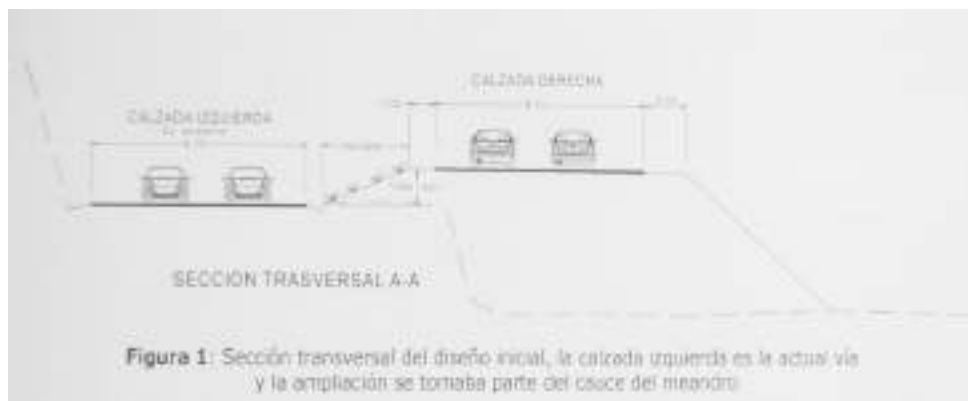 CALZADA DERECHA
CALZADA IZQUIERDA
SECCION TRASVERSAL A-A
Figura 1: Sección transversal del diseño inicial, la calzada izquierda es la actual vía
y la ampliación se tomaba parte del cauce del meandro